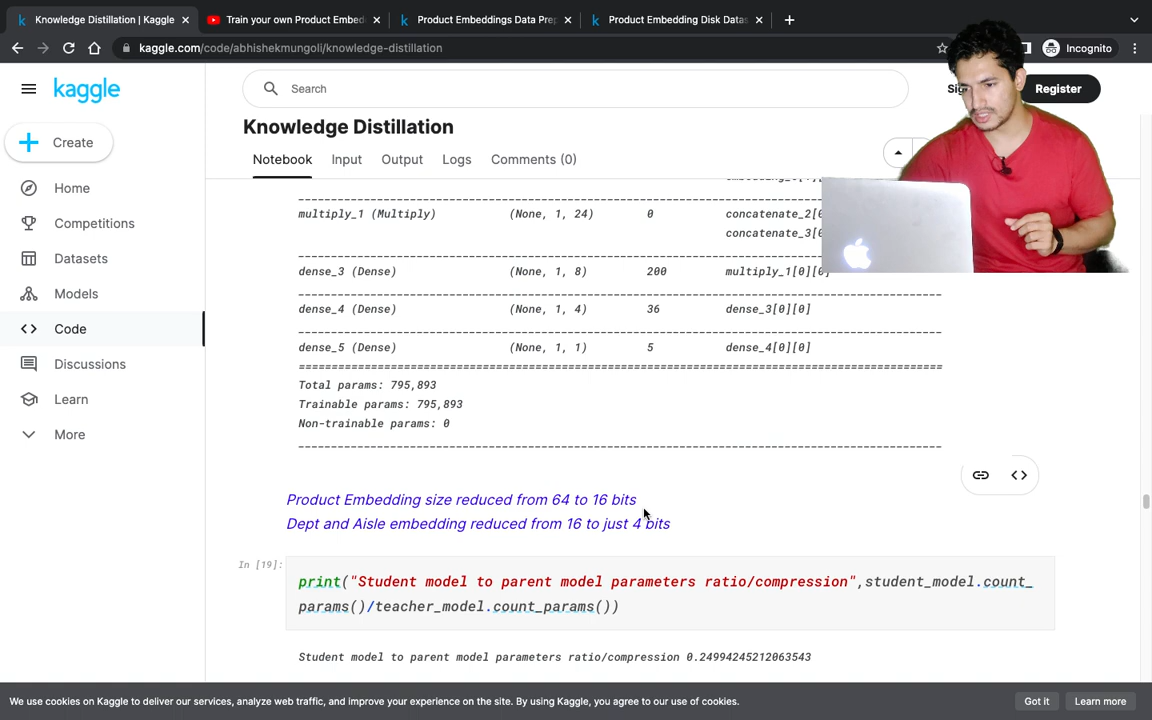 Knowledge Distillation | Kaggle
Train your own Product Embed
Product Embeddings Data Prep
Product Embedding Disk Datas
kaggle.com/code/abhishekmungoli/knowledge-distillation
Incognito
kaggle
Search
Register
Create
Home
Competitions
Datasets
Models
Code
Discussions
Learn
More
Knowledge Distillation
Notebook Input Output Logs Comments (0)
multiply_1 (Multiply) (None, 1, 24) 0 concatenate_2[0
concatenate_3[
dense_3 (Dense) (None, 1, 8) 200 multiply_1[0][0]
dense_4 (Dense) (None, 1, 4) 36 dense_3[0][0]
dense_5 (Dense) (None, 1, 1) 5 dense_4[0][0]
Total params: 795,893
Trainable params: 795,893
Non-trainable params: 0
Product Embedding size reduced from 64 to 16 bits
Dept and Aisle embedding reduced from 16 to just 4 bits
In [19]:
print("Student model to parent model parameters ratio/compression",student_model.count_
params()/teacher_model.count_params())
Student model to parent model parameters ratio/compression 0.24994245212063543
We use cookies on Kaggle to deliver our services, analyze web traffic, and improve your experience on the site. By using Kaggle, you agree to our use of cookies.
Got it
Learn more